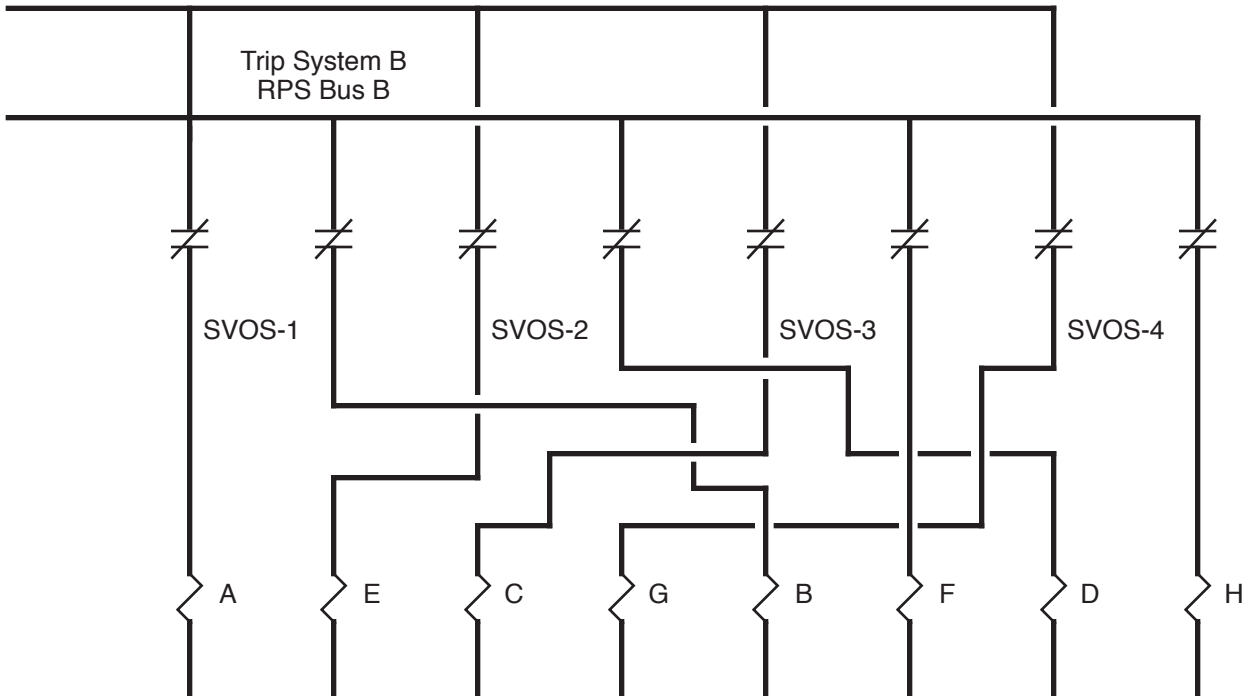 Trip System B
RPS Bus B
SVOS-1
SVOS-2
SVOS-3
SVOS-4
A
E
C
G
B
F
D
H